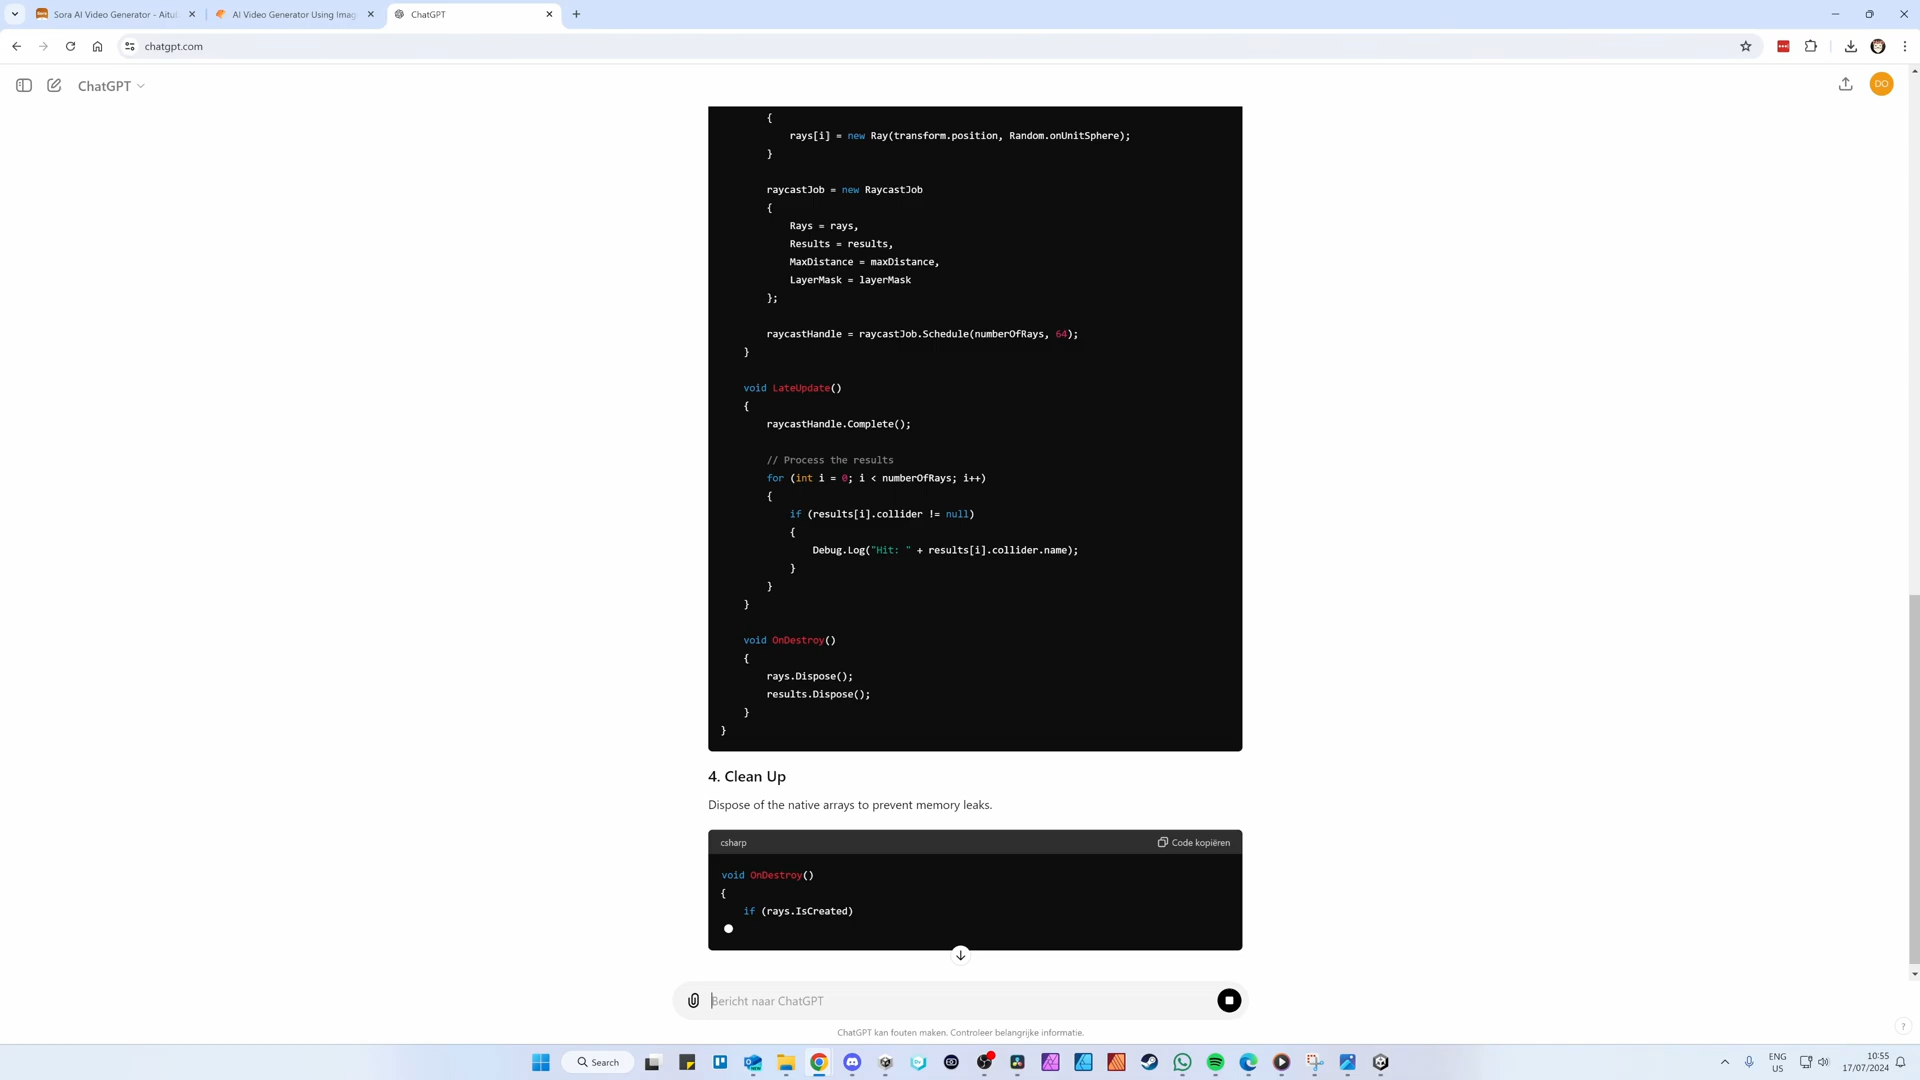 Sora AI Video Generator - Aitu
AI Video Generator Using Imag
ChatGPT
chatgpt.com
ChatGPT
DO
{
rays[i] = new Ray(transform.position, Random.onUnitSphere);
}
raycastJob = new RaycastJob
{
Rays = rays,
Results = results,
MaxDistance = maxDistance,
LayerMask = layerMask
};
raycastHandle = raycastJob.Schedule(numberOfRays, 64);
}
void LateUpdate()
{
raycastHandle.Complete();
// Process the results
for (int i = 0; i < numberOfRays; i++)
{
if (results[i].collider != null)
{
Debug.Log("Hit: " + results[i].collider.name);
}
}
}
void OnDestroy()
{
rays.Dispose();
results.Dispose();
}
}
4. Clean Up
Dispose of the native arrays to prevent memory leaks.
csharp
Code kopiëren
void OnDestroy()
{
if (rays.IsCreated)
Bericht naar ChatGPT
ChatGPT kan fouten maken. Controleer belangrijke informatie.
?
Search
ENG
US
10:55
17/07/2024